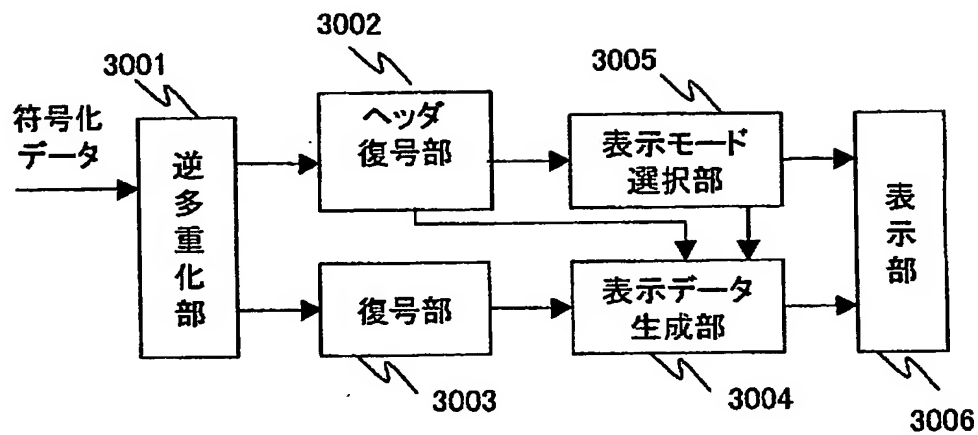 3001
3002
3005
符号化
データ
逆多重化部
ヘッダ
復号部
表示モード
選択部
表示部
復号部
表示データ
生成部
3003
3004
3006